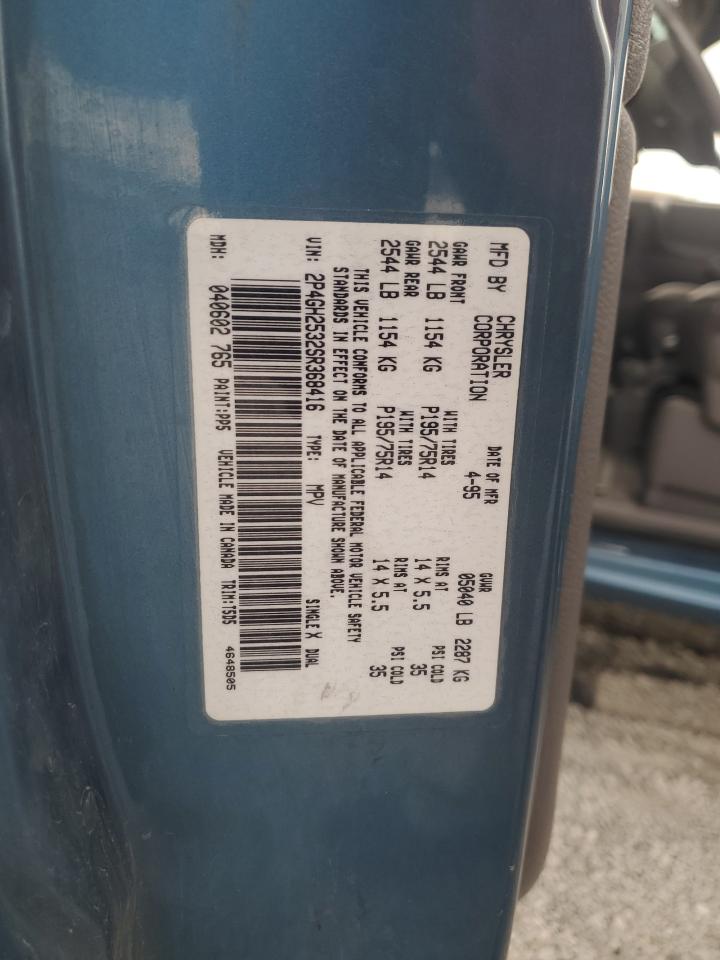 MFD BY CHRYSLER CORPORATION DATE OF MFR 4-95 GVWR 05040 LB 2287 KG
GAWR FRONT WITH TIRES RIMS AT PSI COLD
2544 LB 1154 KG P195/75R14 14 X 5.5 35
GAWR REAR WITH TIRES RIMS AT PSI COLD
2544 LB 1154 KG P195/75R14 14 X 5.5 35
THIS VEHICLE CONFORMS TO ALL APPLICABLE FEDERAL MOTOR VEHICLE SAFETY
STANDARDS IN EFFECT ON THE DATE OF MANUFACTURE SHOWN ABOVE.
VIN: 2P4GH2532SR368416 TYPE: MPV SINGLE X DUAL
MDH: 040602 765 PAINT:PP5 VEHICLE MADE IN CANADA TRIM:T5D5 4648505